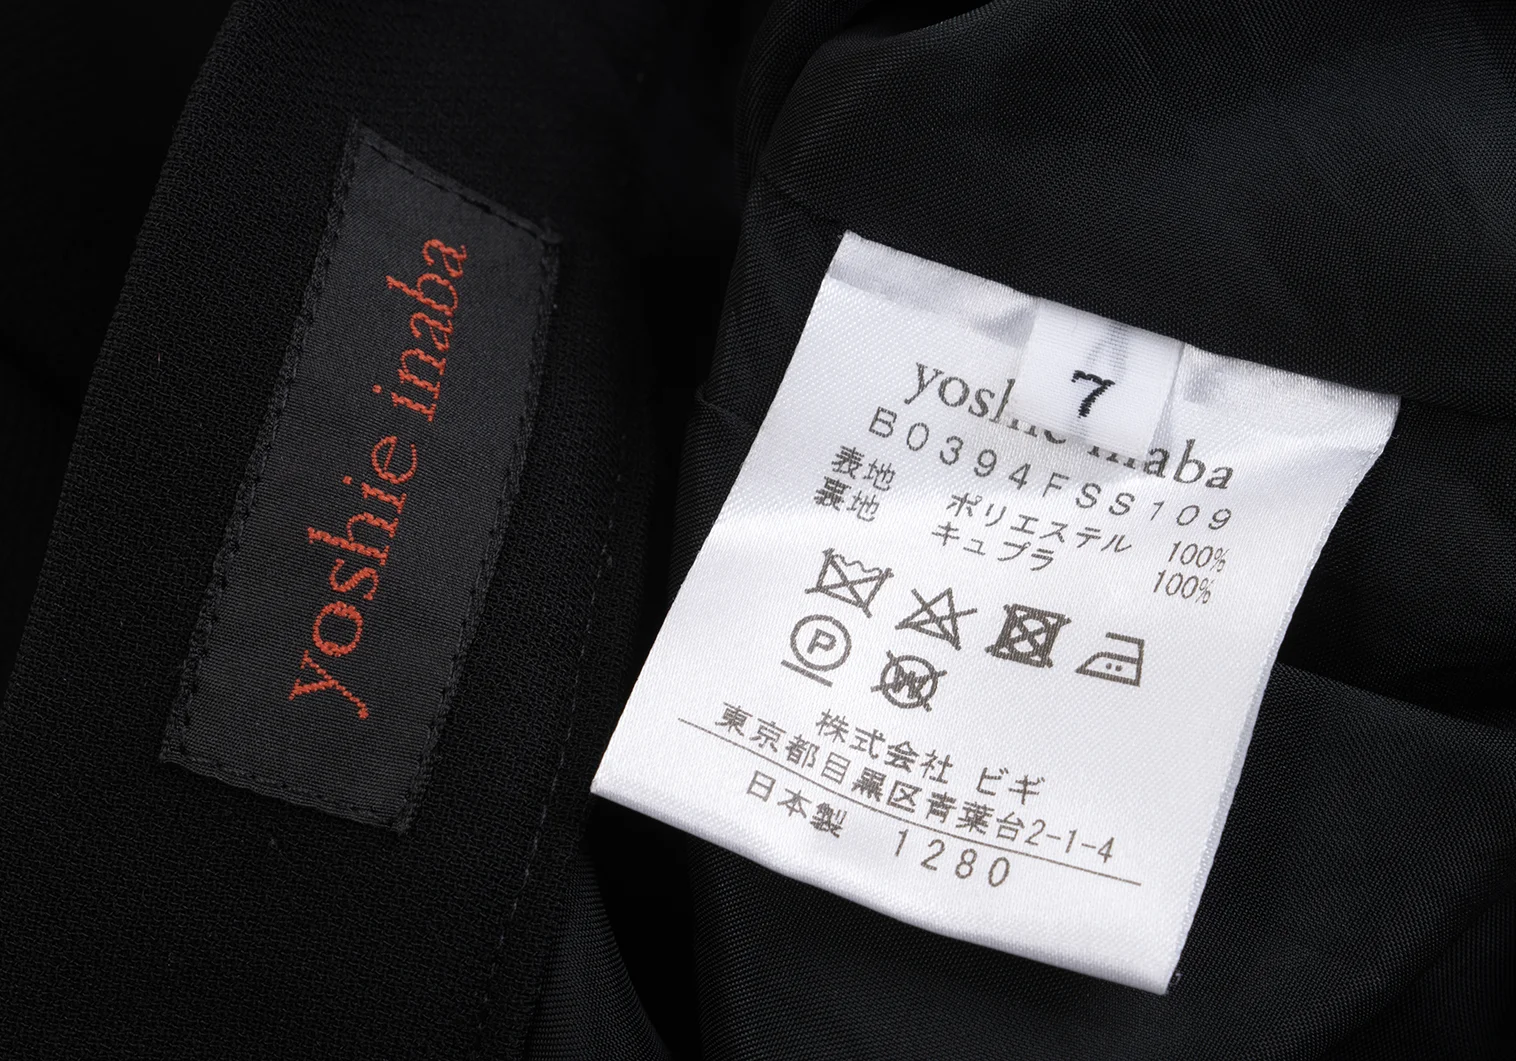 yoshie inaba
7
yoshie inaba
B0394FSS109
表地 ポリエステル 100%
裏地 キュプラ 100%
P
W
株式会社 ビギ
東京都目黒区青葉台2-1-4
日本製 1280